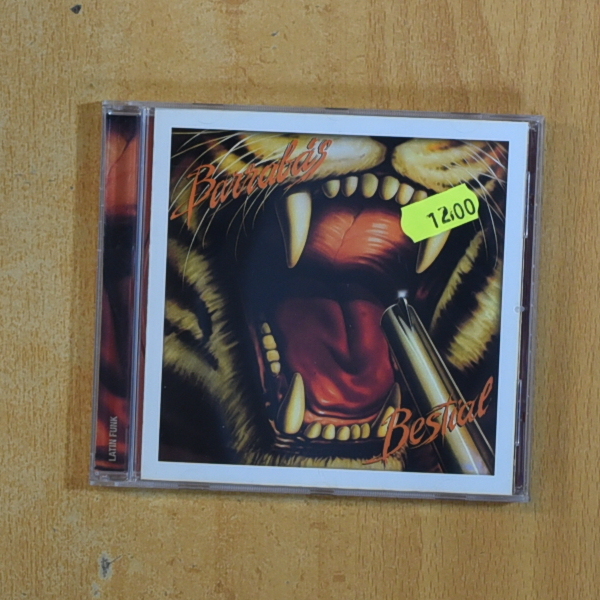 Barrabás
12.00
Bestial
LATIN FUNK